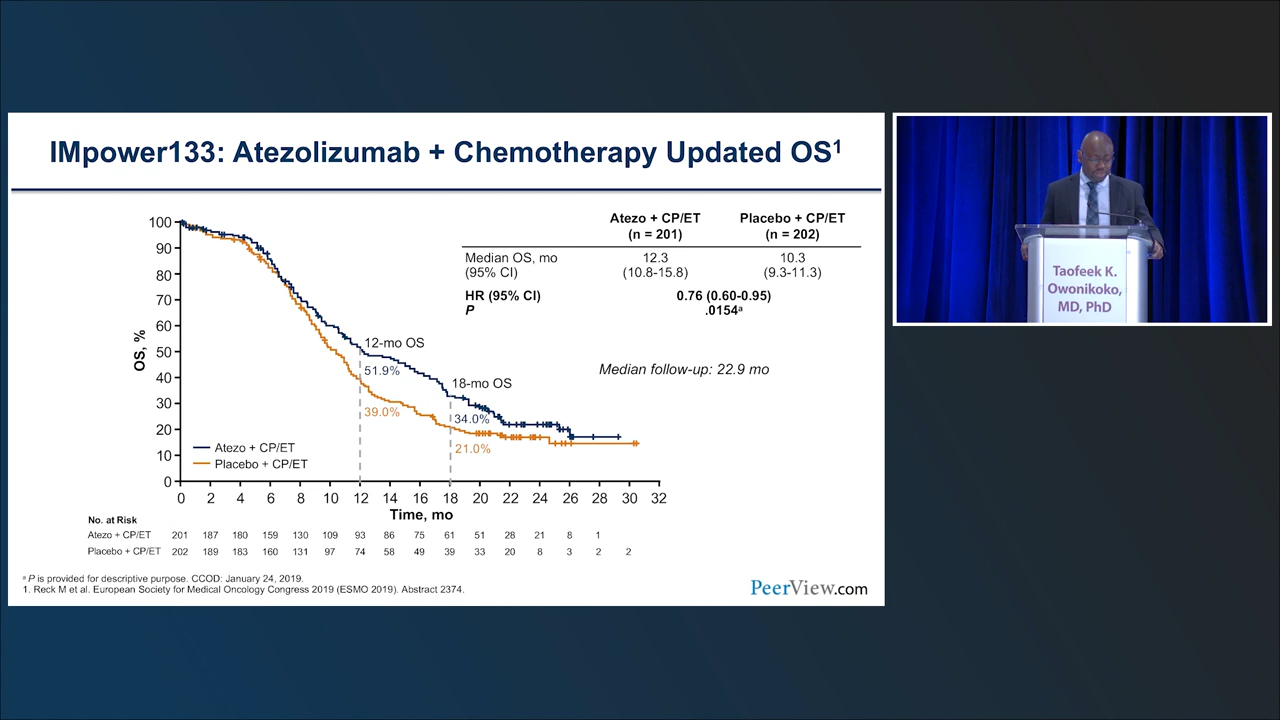 IMpower133: Atezolizumab + Chemotherapy Updated OS1
Atezo + CP/ET Placebo + CP/ET
(n = 201) (n = 202)
Median OS, mo 12.3 10.3
(95% CI) (10.8-15.8) (9.3-11.3)
HR (95% CI) 0.76 (0.60-0.95)
P .0154a
Median follow-up: 22.9 mo
OS, %
100
90
80
70
60
50
40
30
20
10
0
12-mo OS
51.9%
39.0%
18-mo OS
34.0%
21.0%
Atezo + CP/ET
Placebo + CP/ET
0 2 4 6 8 10 12 14 16 18 20 22 24 26 28 30 32
Time, mo
No. at Risk
Atezo + CP/ET 201 187 180 159 130 109 93 86 75 61 51 28 21 8 1
Placebo + CP/ET 202 189 183 160 131 97 74 58 49 39 33 20 8 3 2 2
a P is provided for descriptive purpose. CCOD: January 24, 2019.
1. Reck M et al. European Society for Medical Oncology Congress 2019 (ESMO 2019). Abstract 2374.
PeerView.com
Taofeek K.
Owonikoko,
MD, PhD